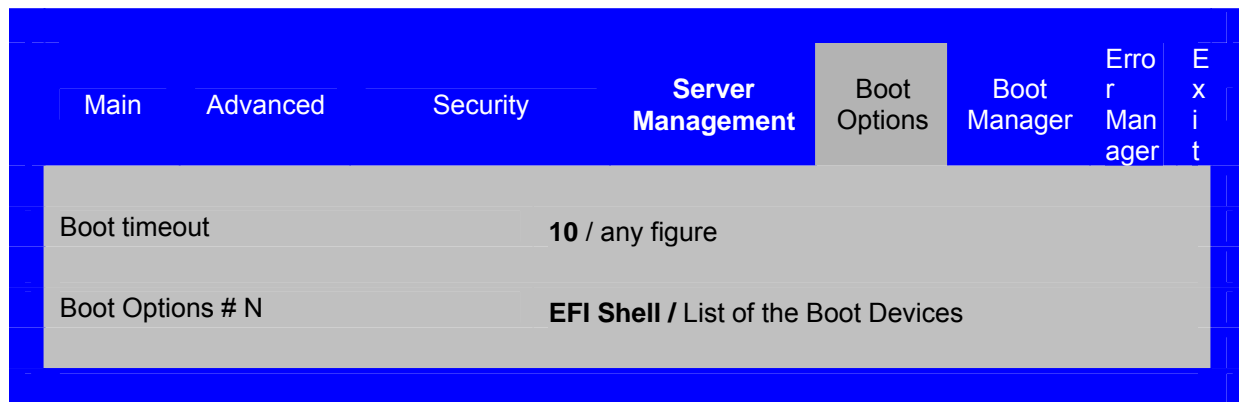 Main
Advanced
Security
Server
Management
Boot
Options
Boot
Manager
Erro
r
Man
ager
E
x
i
t
Boot timeout
10 / any figure
Boot Options # N
EFI Shell / List of the Boot Devices